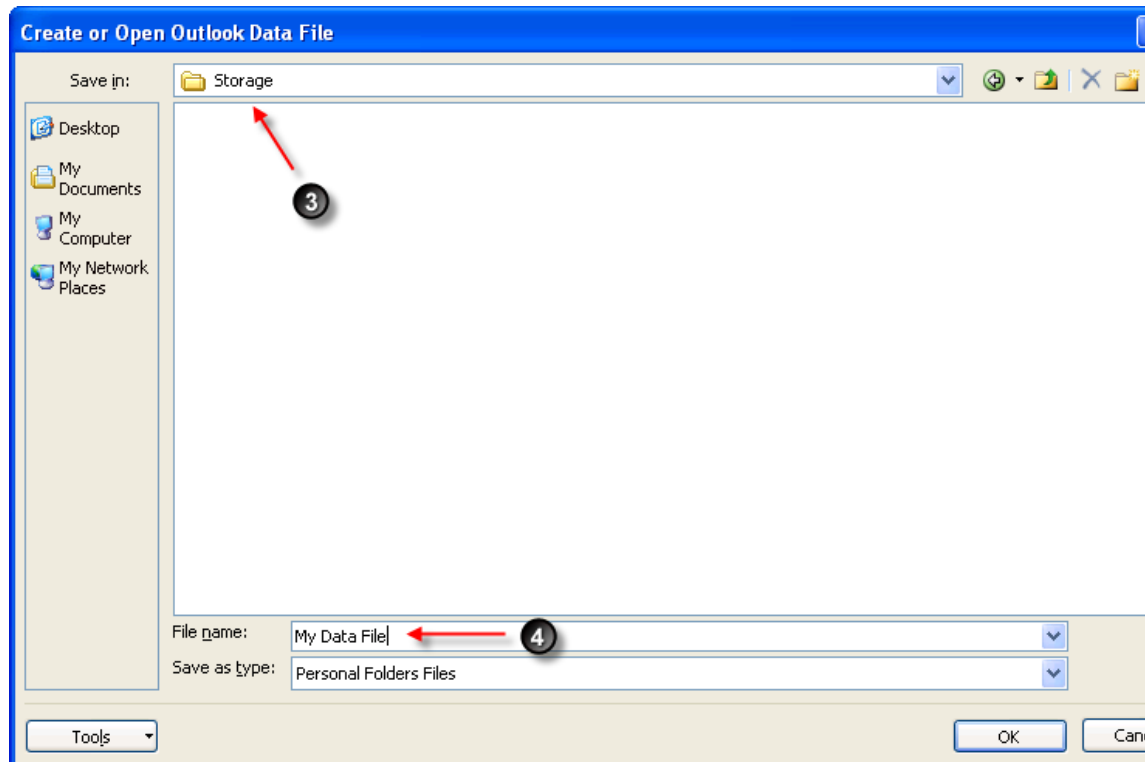 Create or Open Outlook Data File
Save in:
Storage
Desktop
My
Documents
My
Computer
My Network
Places
3
File name:
My Data File
4
Save as type:
Personal Folders Files
Tools
OK
Can